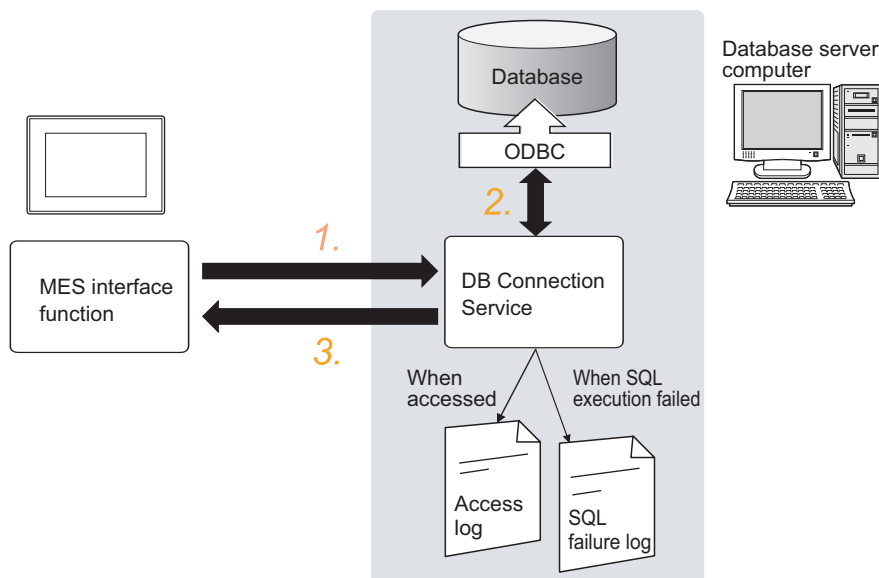 Database
Database server
computer
ODBC
2.
1.
MES interface
function
DB Connection
Service
3.
When
accessed
When SQL
execution failed
Access
log
SQL
failure log